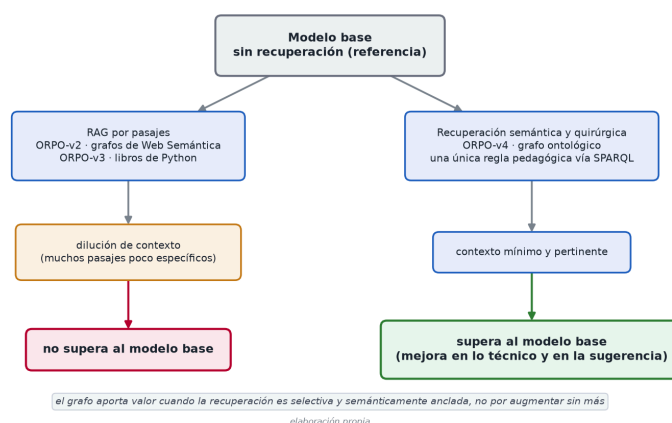 Modelo base
sin recuperación (referencia)
RAG por pasajes
ORPO-v2 · grafos de Web Semántica
ORPO-v3 · libros de Python
Recuperación semántica y quirúrgica
ORPO-v4 · grafo ontológico
una única regla pedagógica vía SPARQL
dilución de contexto
(muchos pasajes poco específicos)
contexto mínimo y pertinente
no supera al modelo base
supera al modelo base
(mejora en lo técnico y en la sugerencia)
el grafo aporta valor cuando la recuperación es selectiva y semánticamente anclada, no por augmentar sin más
elaboración propia